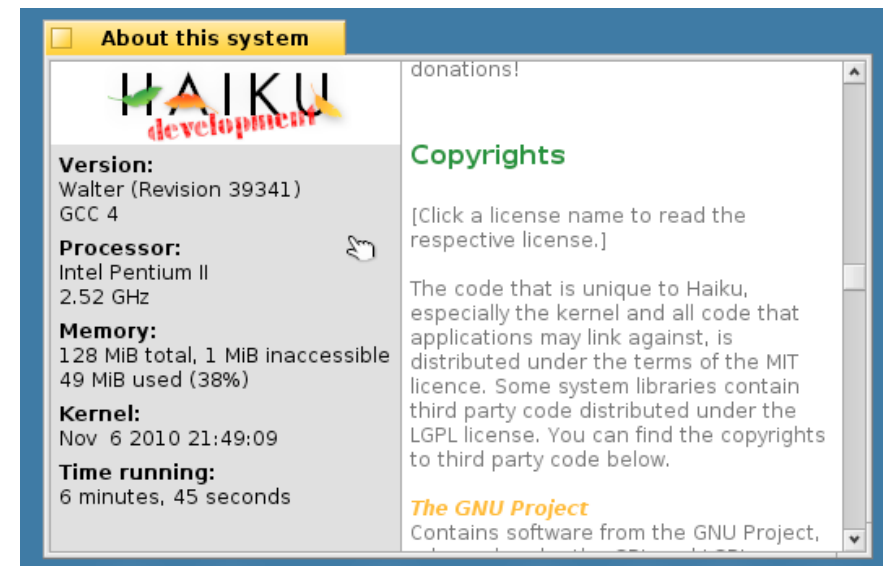 About this system
HAIKU
development
Version:
Walter (Revision 39341)
GCC 4
Processor:
Intel Pentium II
2.52 GHz
Memory:
128 MiB total, 1 MiB inaccessible
49 MiB used (38%)
Kernel:
Nov  6 2010 21:49:09
Time running:
6 minutes, 45 seconds
donations!
Copyrights
[Click a license name to read the
respective license.]
The code that is unique to Haiku,
especially the kernel and all code that
applications may link against, is
distributed under the terms of the MIT
licence. Some system libraries contain
third party code distributed under the
LGPL license. You can find the copyrights
to third party code below.
The GNU Project
Contains software from the GNU Project,